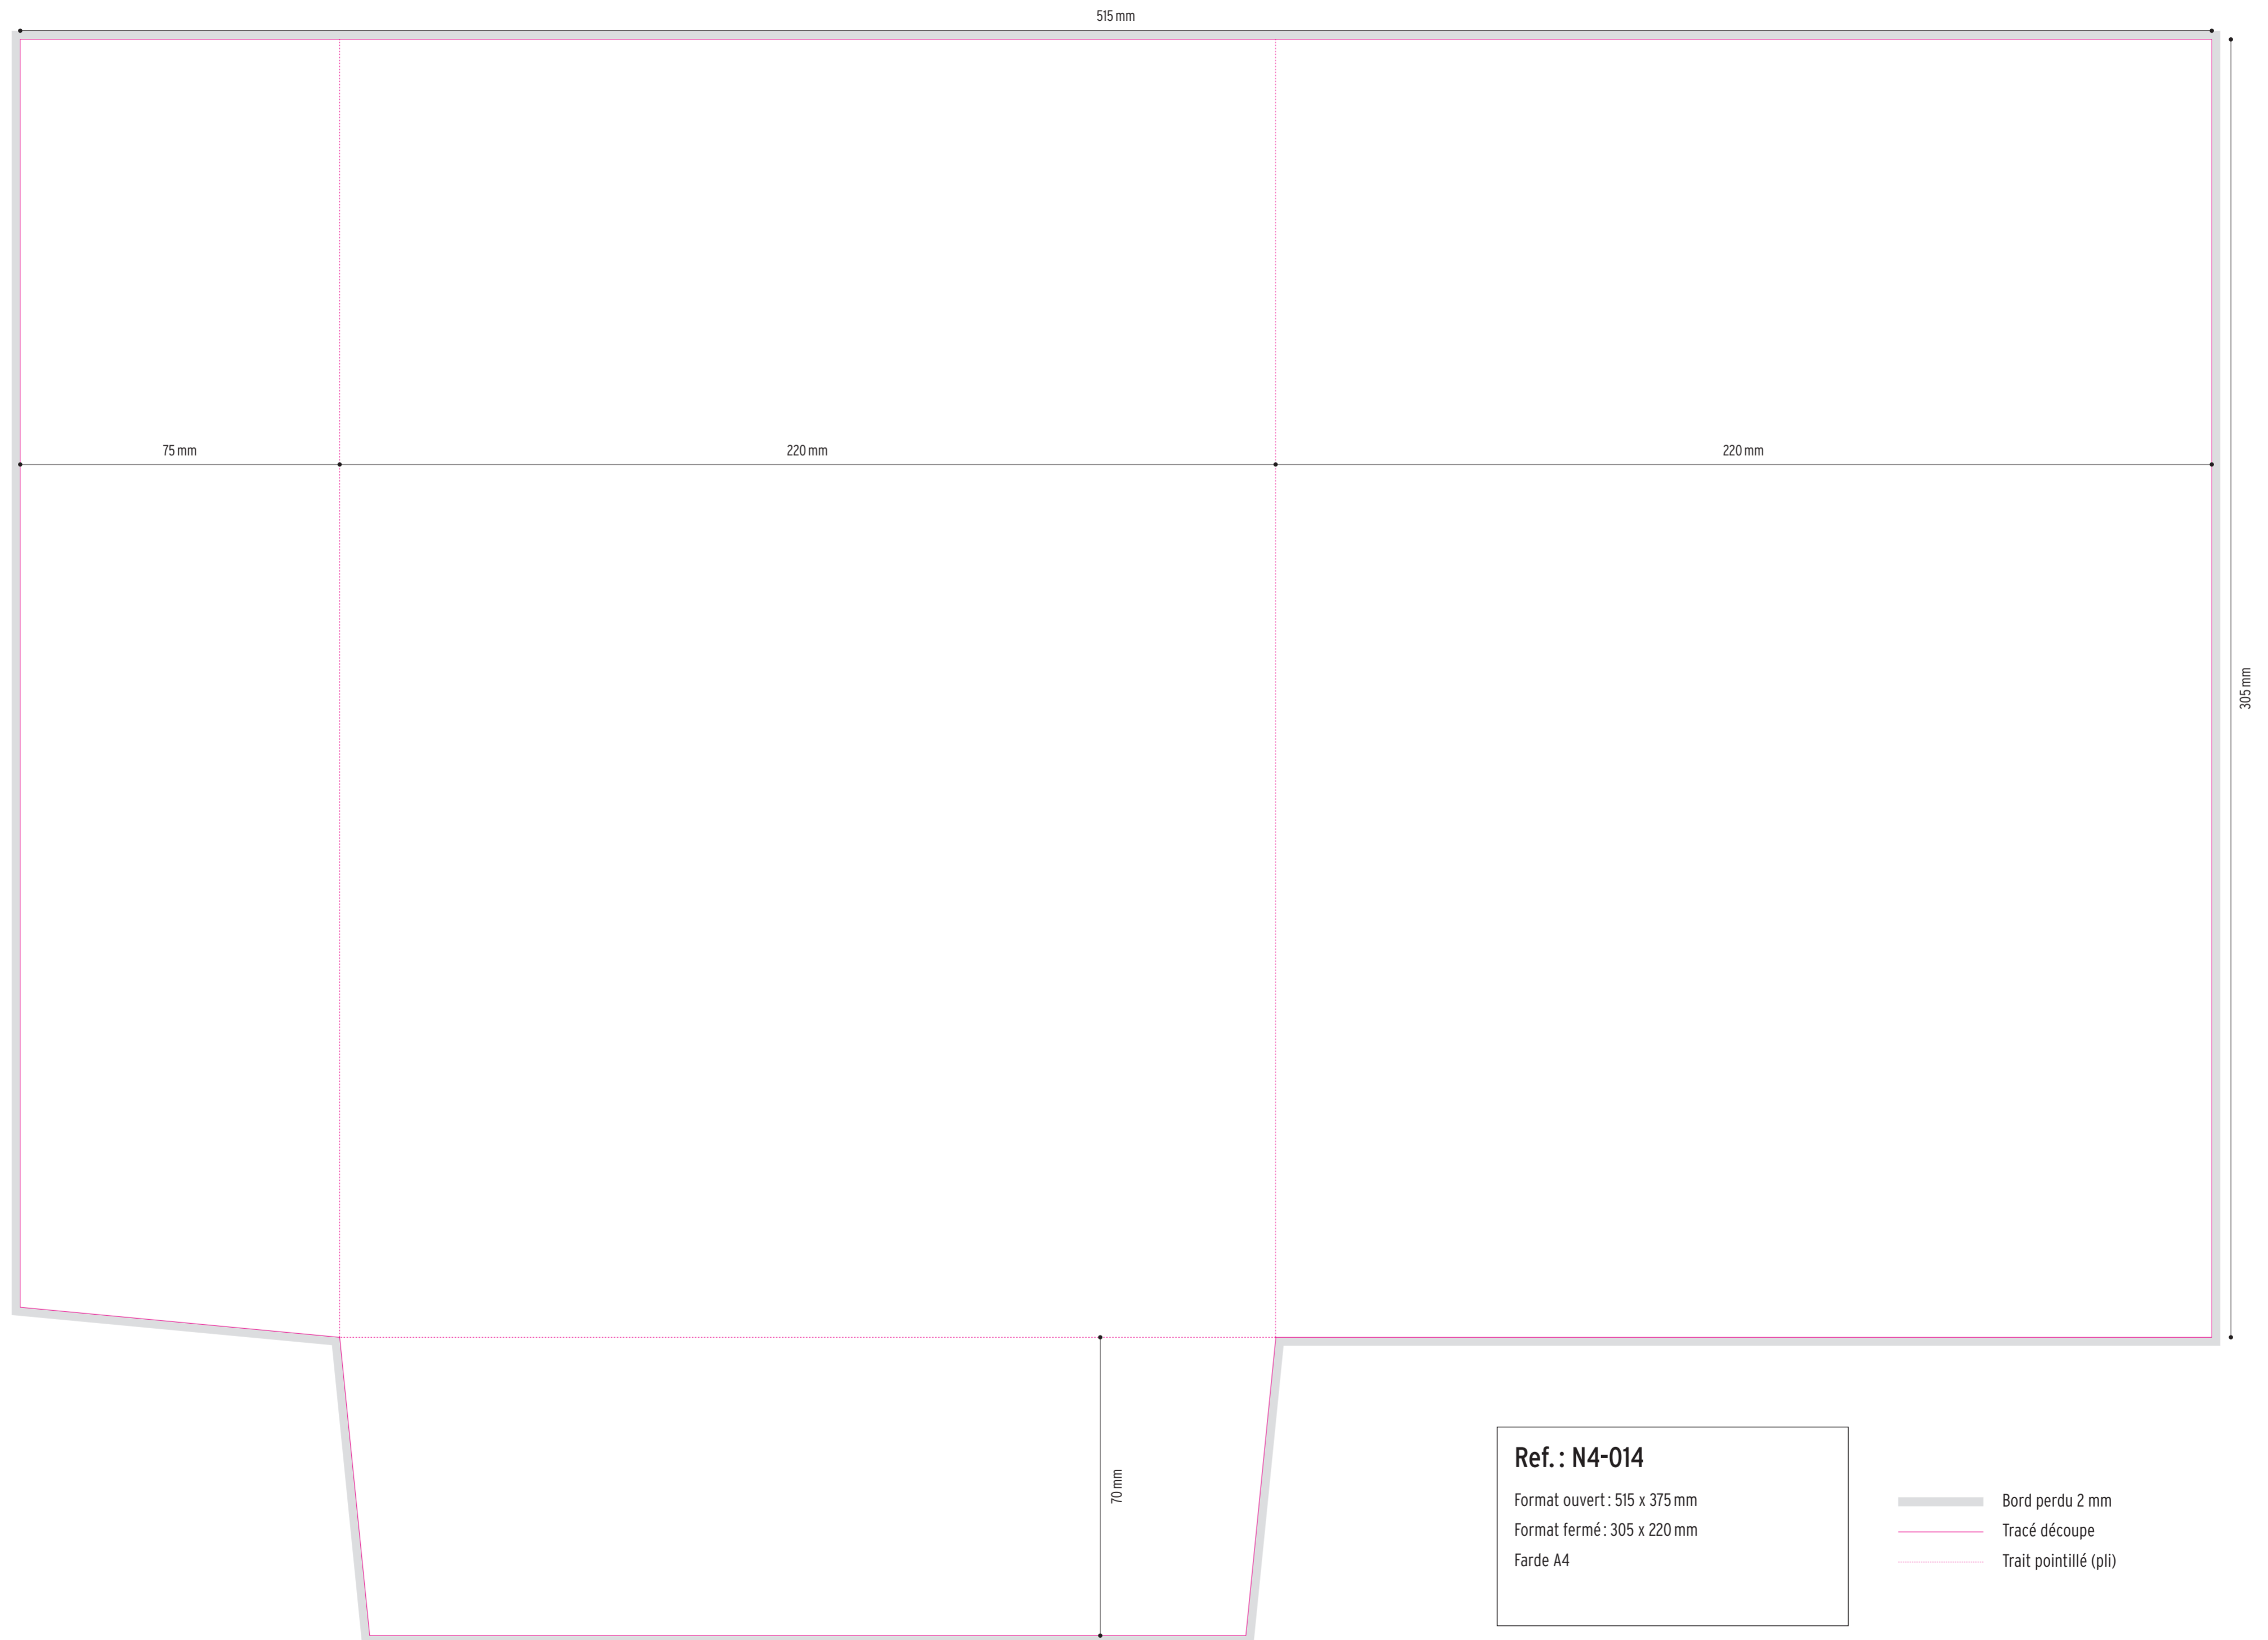 515 mm
75 mm
220 mm
220 mm
305 mm
70 mm
Ref. : N4-014
Format ouvert : 515 x 375 mm
Format fermé : 305 x 220 mm
Farde A4
Bord perdu 2 mm
Tracé découpe
Trait pointillé (pli)